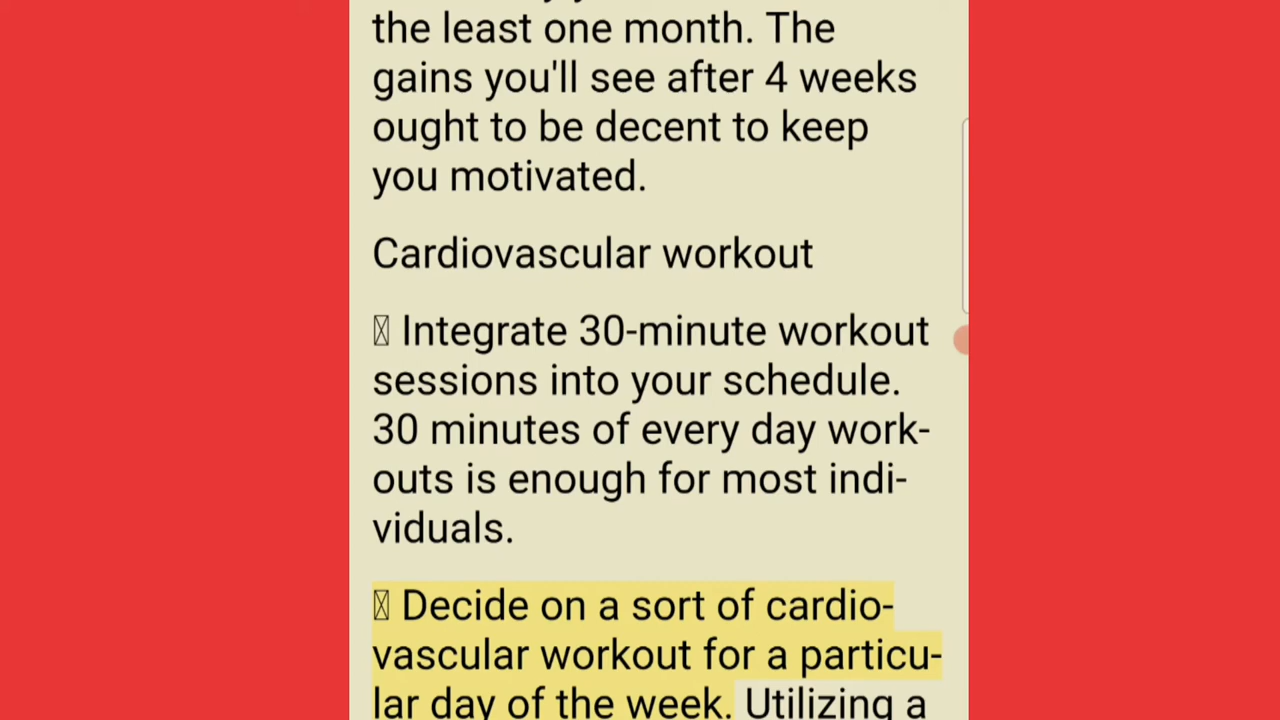 the least one month. The
gains you'll see after 4 weeks
ought to be decent to keep
you motivated.
Cardiovascular workout
Integrate 30-minute workout
sessions into your schedule.
30 minutes of every day work-
outs is enough for most indi-
viduals.
Decide on a sort of cardio-
vascular workout for a particu-
lar day of the week. Utilizing a